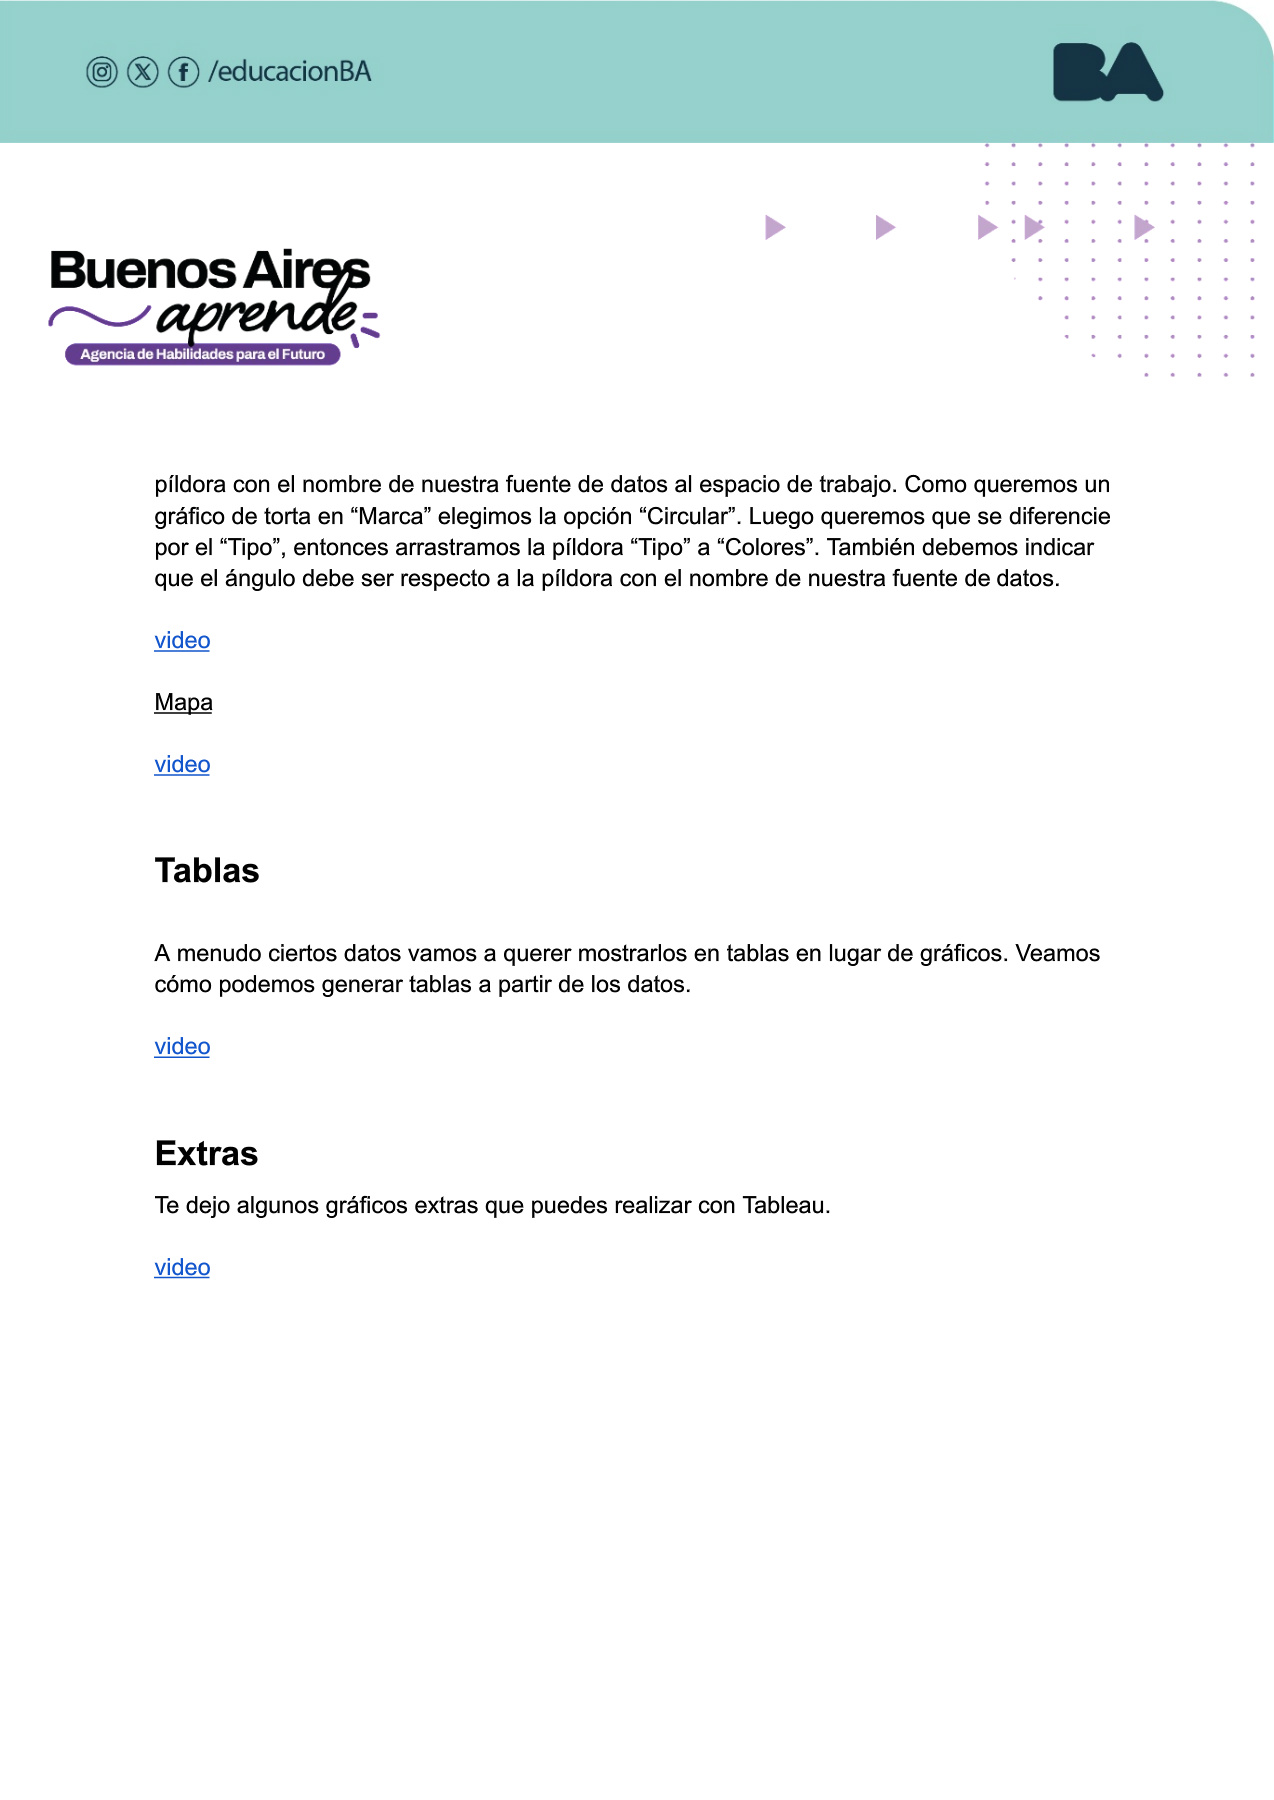 /educacionBA
BA
Buenos Aires
aprende
Agencia de Habilidades para el Futuro
píldora con el nombre de nuestra fuente de datos al espacio de trabajo. Como queremos un
gráfico de torta en “Marca” elegimos la opción “Circular”. Luego queremos que se diferencie
por el “Tipo”, entonces arrastramos la píldora “Tipo” a “Colores”. También debemos indicar
que el ángulo debe ser respecto a la píldora con el nombre de nuestra fuente de datos.
video
Mapa
video
Tablas
A menudo ciertos datos vamos a querer mostrarlos en tablas en lugar de gráficos. Veamos
cómo podemos generar tablas a partir de los datos.
video
Extras
Te dejo algunos gráficos extras que puedes realizar con Tableau.
video